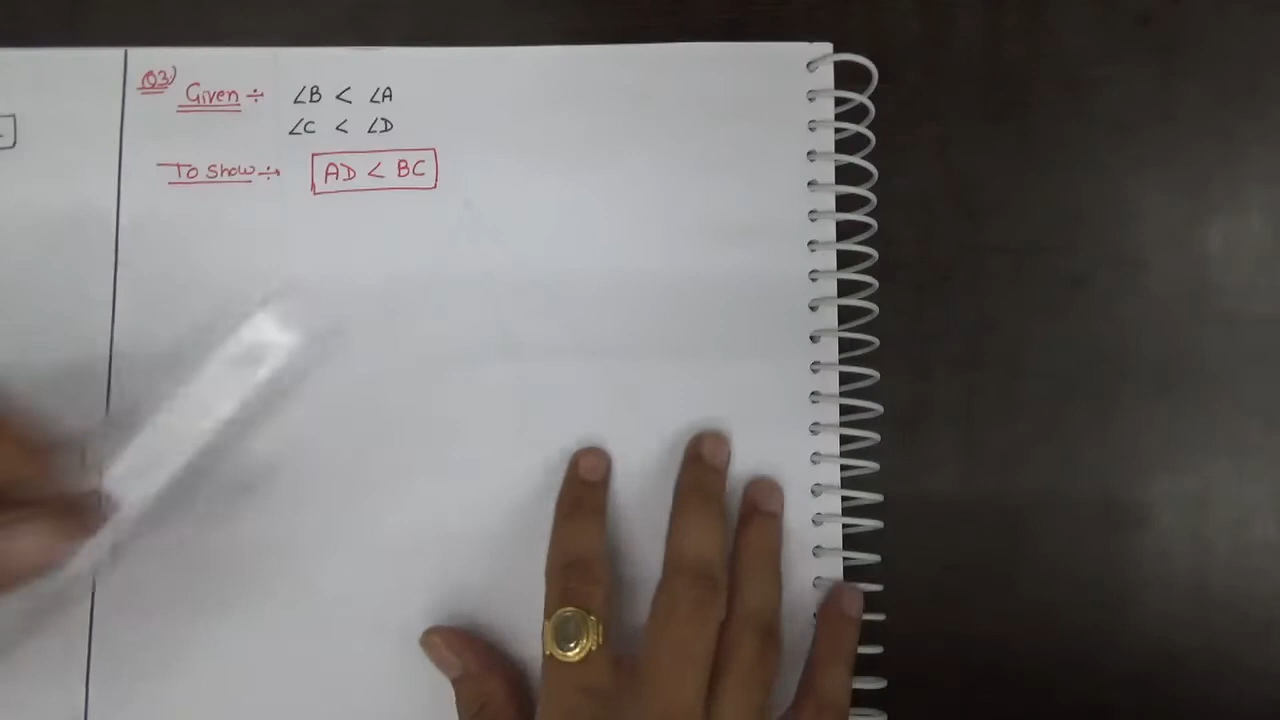 Q3) Given ÷ ∠B < ∠A
∠C < ∠D
To Show ÷ AD < BC